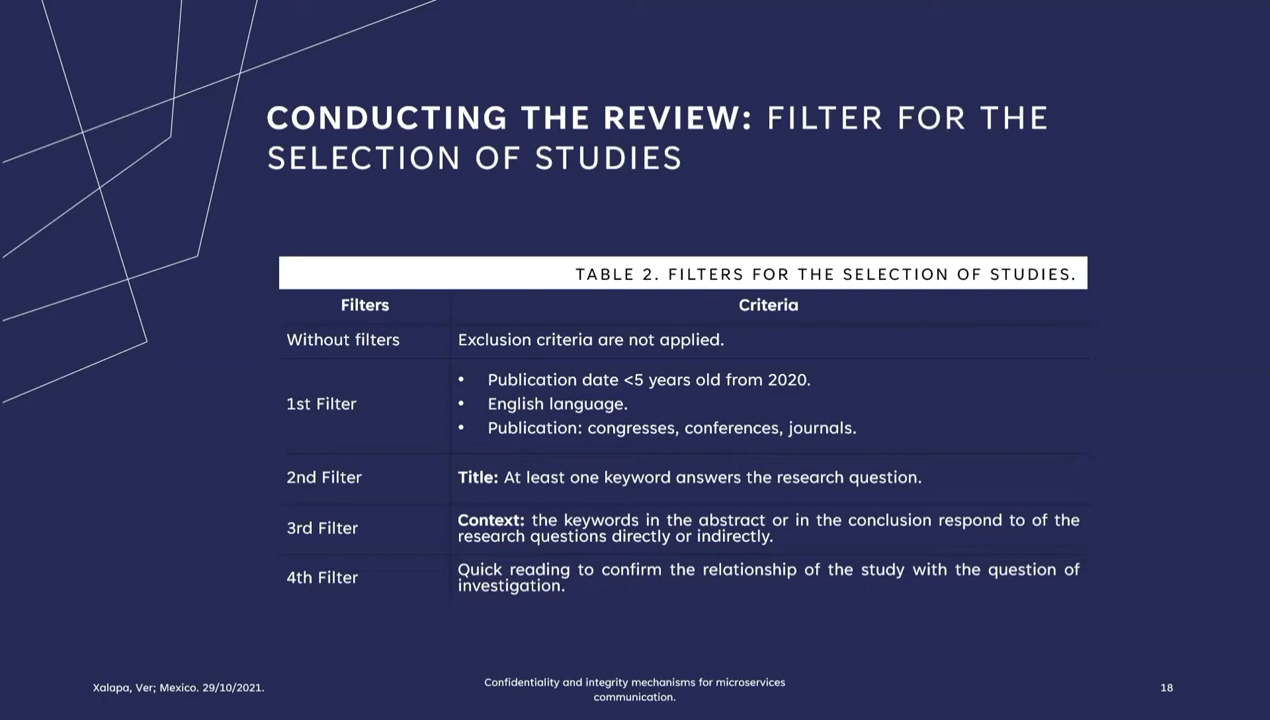 CONDUCTING THE REVIEW: FILTER FOR THE
SELECTION OF STUDIES
TABLE 2. FILTERS FOR THE SELECTION OF STUDIES.
Filters Criteria
Without filters Exclusion criteria are not applied.
• Publication date <5 years old from 2020.
1st Filter • English language.
• Publication: congresses, conferences, journals.
2nd Filter Title: At least one keyword answers the research question.
3rd Filter Context: the keywords in the abstract or in the conclusion respond to of the
research questions directly or indirectly.
4th Filter Quick reading to confirm the relationship of the study with the question of
investigation.
Xalapa, Ver; Mexico. 29/10/2021.
Confidentiality and integrity mechanisms for microservices
communication.
18